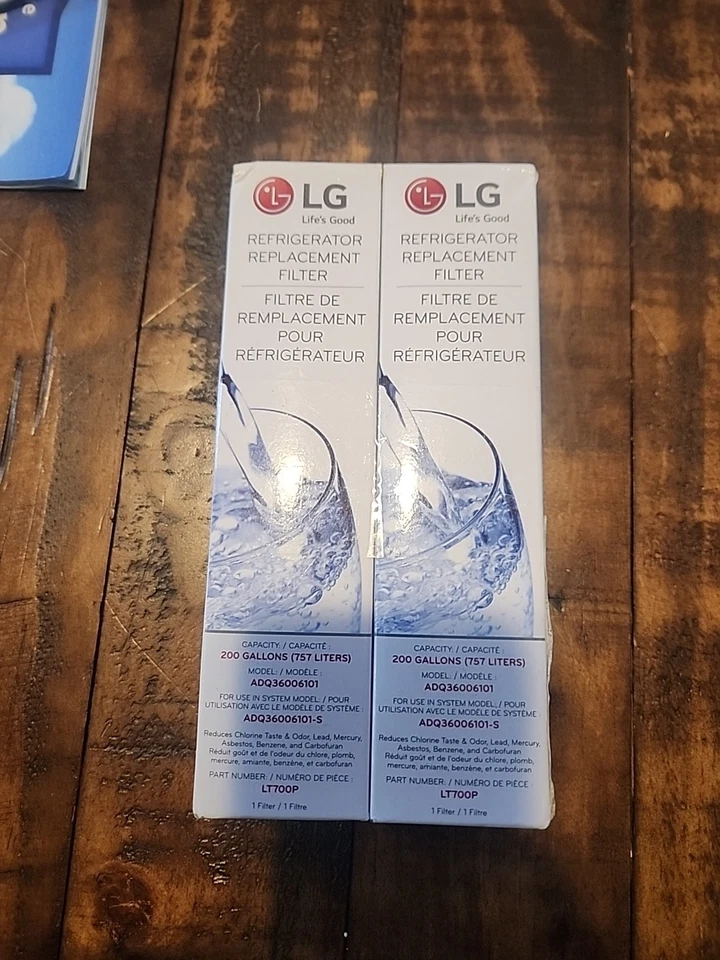 LG
Life's Good
REFRIGERATOR
REPLACEMENT
FILTER
FILTRE DE
REMPLACEMENT
POUR
RÉFRIGÉRATEUR
CAPACITY: / CAPACITÉ :
200 GALLONS (757 LITERS)
MODEL: / MODÈLE :
ADQ36006101
FOR USE IN SYSTEM MODEL: / POUR
UTILISATION AVEC LE MODÈLE DE SYSTÈME :
ADQ36006101-S
Reduces Chlorine Taste & Odor, Lead, Mercury,
Asbestos, Benzene, and Carbofuran
Réduit goût et de l'odeur du chlore, plomb,
mercure, amiante, benzène, et carbofuran
PART NUMBER: / NUMÉRO DE PIÈCE :
LT700P
1 Filter / 1 Filtre
LG
Life's Good
REFRIGERATOR
REPLACEMENT
FILTER
FILTRE DE
REMPLACEMENT
POUR
RÉFRIGÉRATEUR
CAPACITY: / CAPACITÉ :
200 GALLONS (757 LITERS)
MODEL: / MODÈLE :
ADQ36006101
FOR USE IN SYSTEM MODEL: / POUR
UTILISATION AVEC LE MODÈLE DE SYSTÈME :
ADQ36006101-S
Reduces Chlorine Taste & Odor, Lead, Mercury,
Asbestos, Benzene, and Carbofuran
Réduit goût et de l'odeur du chlore, plomb,
mercure, amiante, benzène, et carbofuran
PART NUMBER: / NUMÉRO DE PIÈCE
LT700P
1 Filter / 1 Filtre